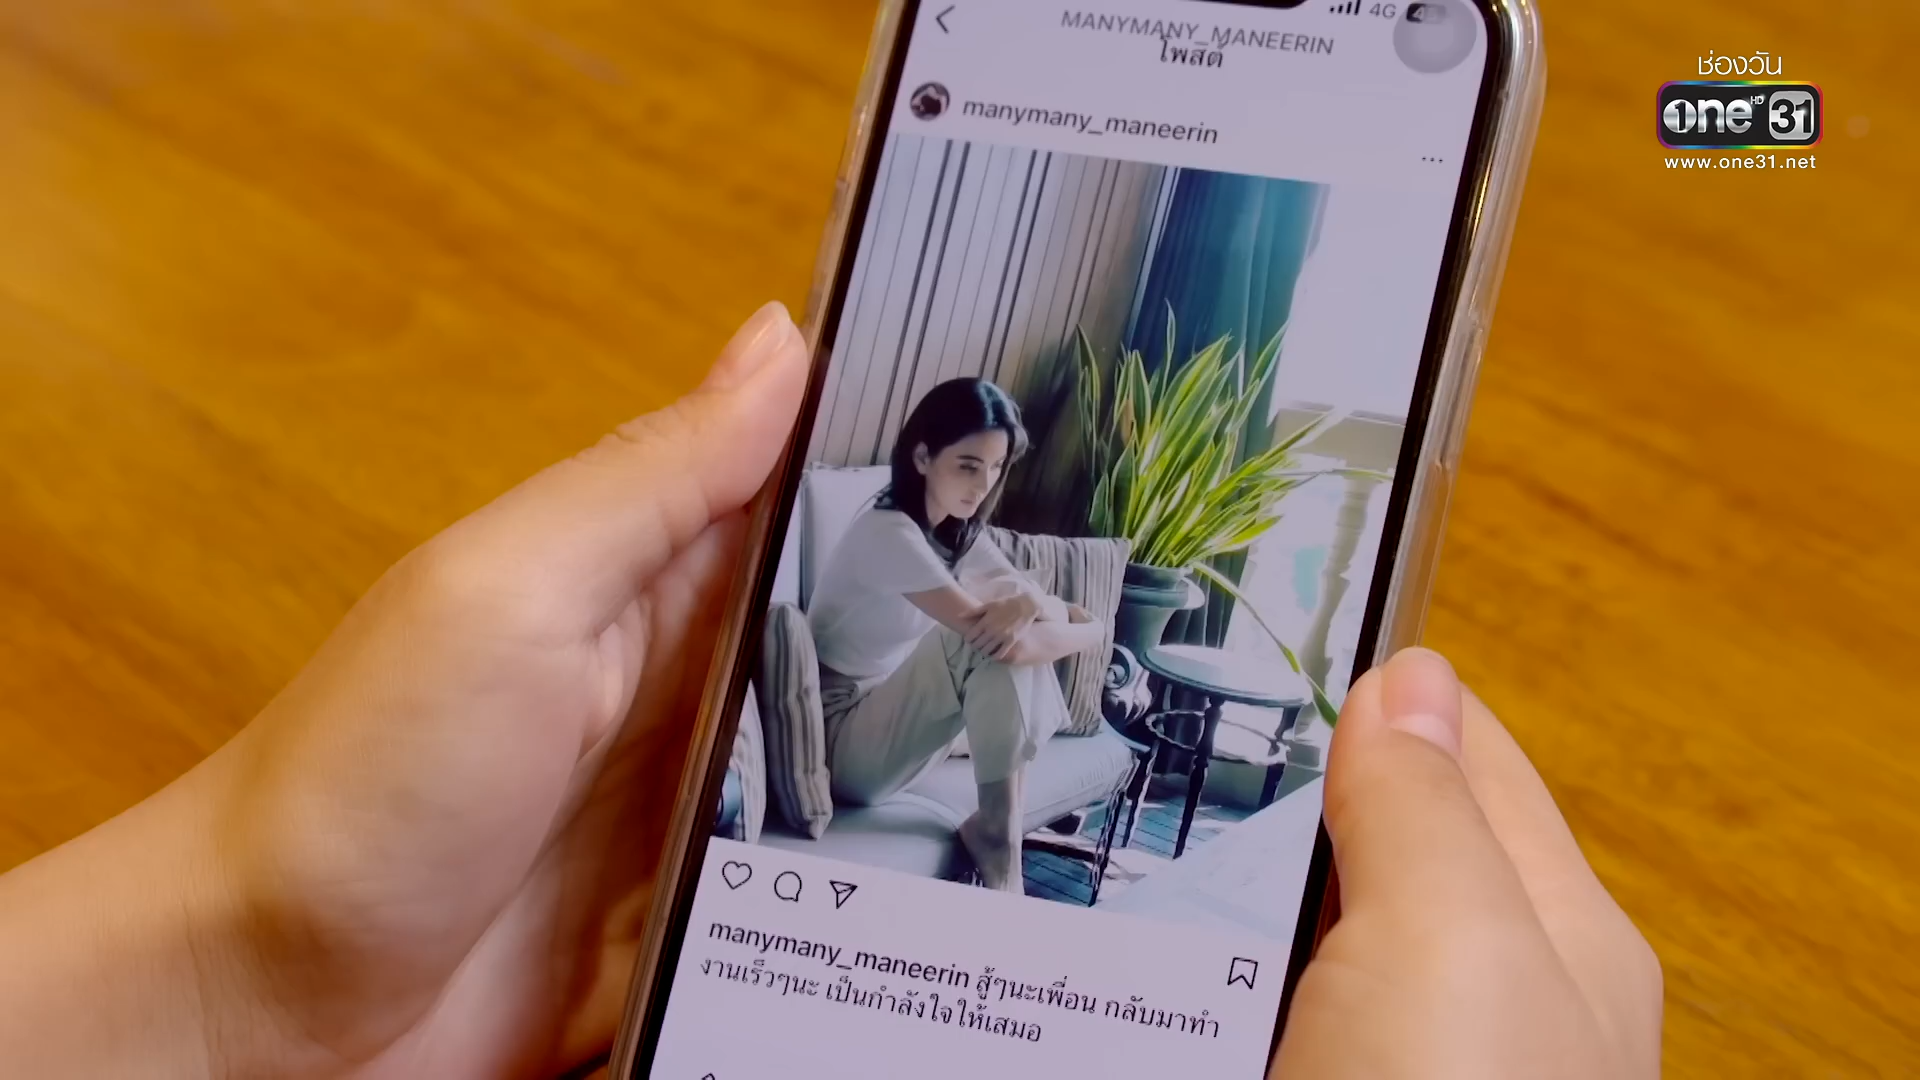 4G
MANYMANY_MANEERIN
โพสต์
manymany_maneerin
ช่องวัน
one HD 31
www.one31.net
manymany_maneerin สู้ๆนะเพื่อน กลับมาทำ
งานเร็วๆนะ เป็นกำลังใจให้เสมอ